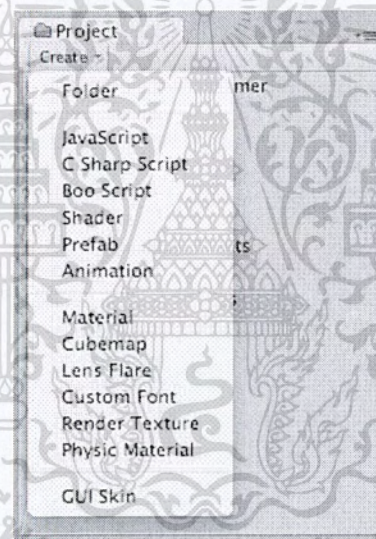 Project
Create
Folder
mer
JavaScript
C Sharp Script
Boo Script
Shader
Prefab
ts
Animation
Material
Cubemap
Lens Flare
Custom Font
Render Texture
Physic Material
GUI Skin